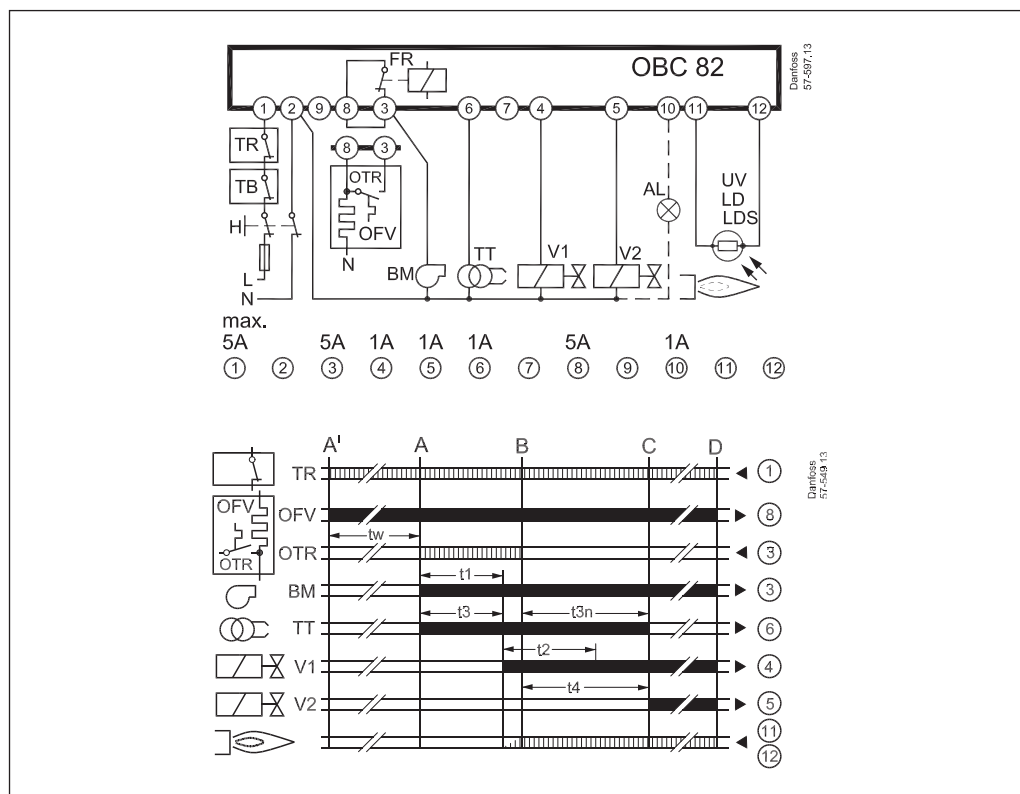 FR
OBC 82
Danfoss
57-597.13
1 2 9 8 3 6 7 4 5 10 11 12
TR
8 3
OTR
TB
OFV
AL
UV
LD
LDS
H
N
BM
TT
V1
V2
L
N
max.
5A 5A 1A 1A 1A 5A 1A
1 2 3 4 5 6 7 8 9 10 11 12
A' A B C D
Danfoss
57-549.13
TR 1
OFV
OFV 8
tw
OTR 3
OTR
t1
BM 3
t3 t3n
TT 6
t2
V1 4
t4
V2 5
11
12